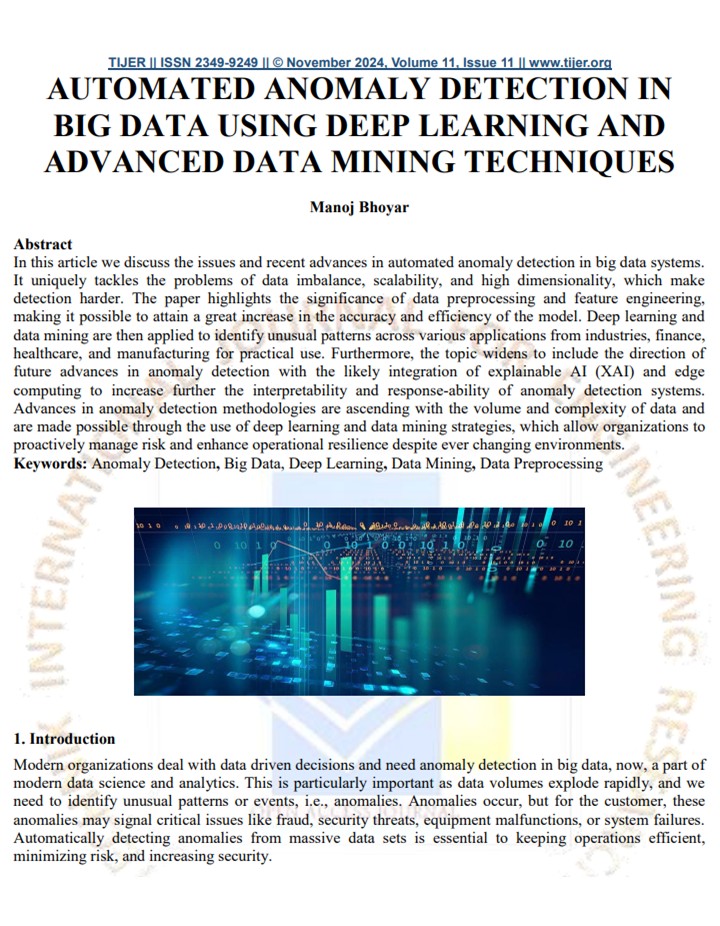 TIJER || ISSN 2349-9249 || © November 2024, Volume 11, Issue 11 || www.tijer.org
AUTOMATED ANOMALY DETECTION IN
BIG DATA USING DEEP LEARNING AND
ADVANCED DATA MINING TECHNIQUES
Manoj Bhoyar
Abstract
In this article we discuss the issues and recent advances in automated anomaly detection in big data systems.
It uniquely tackles the problems of data imbalance, scalability, and high dimensionality, which make
detection harder. The paper highlights the significance of data preprocessing and feature engineering,
making it possible to attain a great increase in the accuracy and efficiency of the model. Deep learning and
data mining are then applied to identify unusual patterns across various applications from industries, finance,
healthcare, and manufacturing for practical use. Furthermore, the topic widens to include the direction of
future advances in anomaly detection with the likely integration of explainable AI (XAI) and edge
computing to increase further the interpretability and response-ability of anomaly detection systems.
Advances in anomaly detection methodologies are ascending with the volume and complexity of data and
are made possible through the use of deep learning and data mining strategies, which allow organizations to
proactively manage risk and enhance operational resilience despite ever changing environments.
Keywords: Anomaly Detection, Big Data, Deep Learning, Data Mining, Data Preprocessing
1. Introduction
Modern organizations deal with data driven decisions and need anomaly detection in big data, now, a part of
modern data science and analytics. This is particularly important as data volumes explode rapidly, and we
need to identify unusual patterns or events, i.e., anomalies. Anomalies occur, but for the customer, these
anomalies may signal critical issues like fraud, security threats, equipment malfunctions, or system failures.
Automatically detecting anomalies from massive data sets is essential to keeping operations efficient,
minimizing risk, and increasing security.
INTERNATIONAL JOURNAL FOR ENGINEERING
OPEN ACCESS JOURNAL